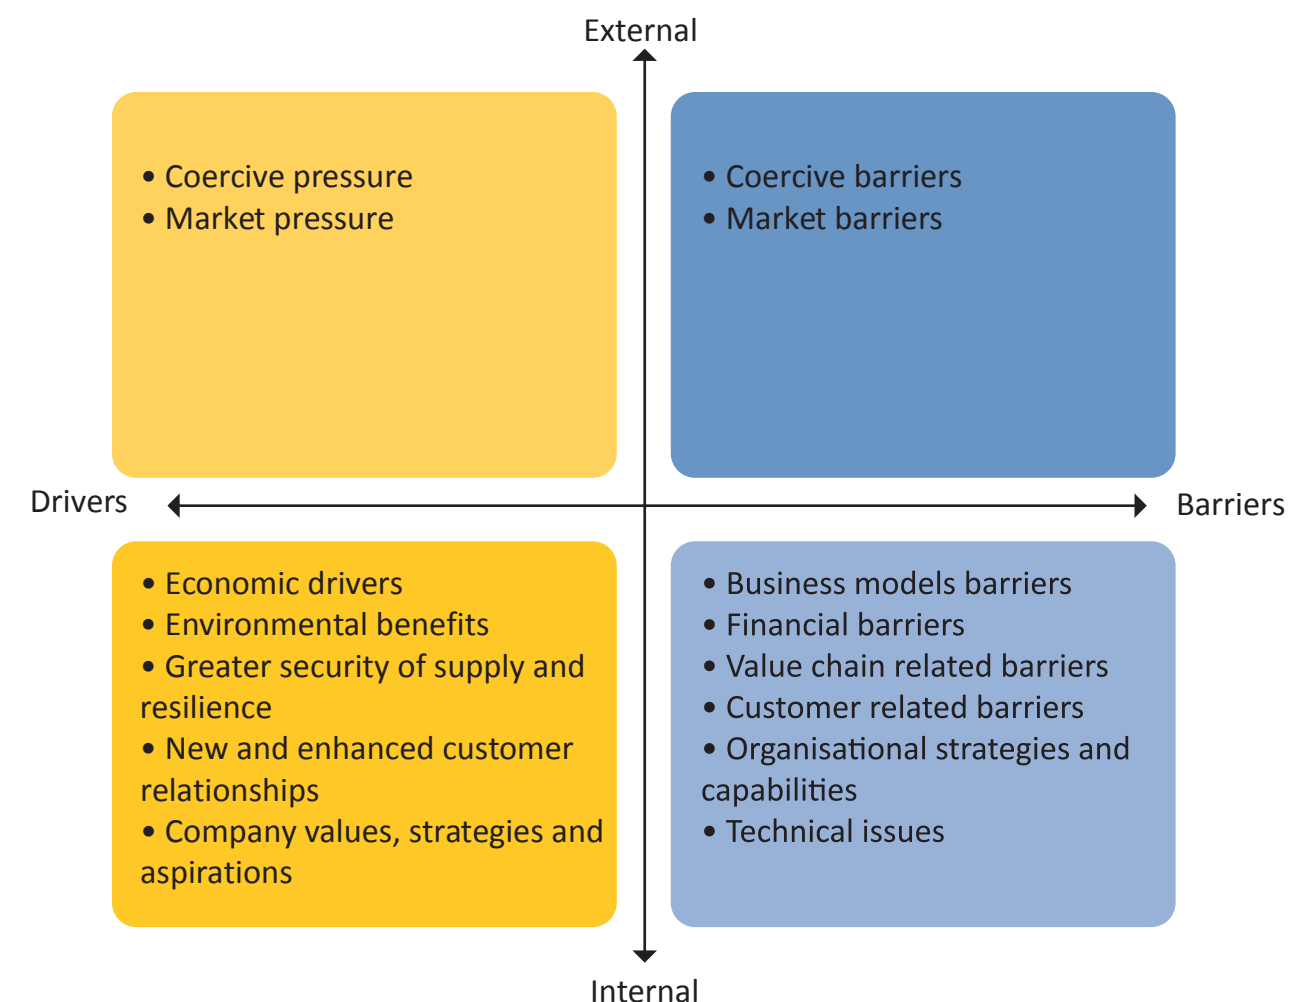 External
• Coercive pressure
• Market pressure
• Coercive barriers
• Market barriers
Drivers
Barriers
• Economic drivers
• Environmental benefits
• Greater security of supply and
resilience
• New and enhanced customer
relationships
• Company values, strategies and
aspirations
• Business models barriers
• Financial barriers
• Value chain related barriers
• Customer related barriers
• Organisational strategies and
capabilities
• Technical issues
Internal